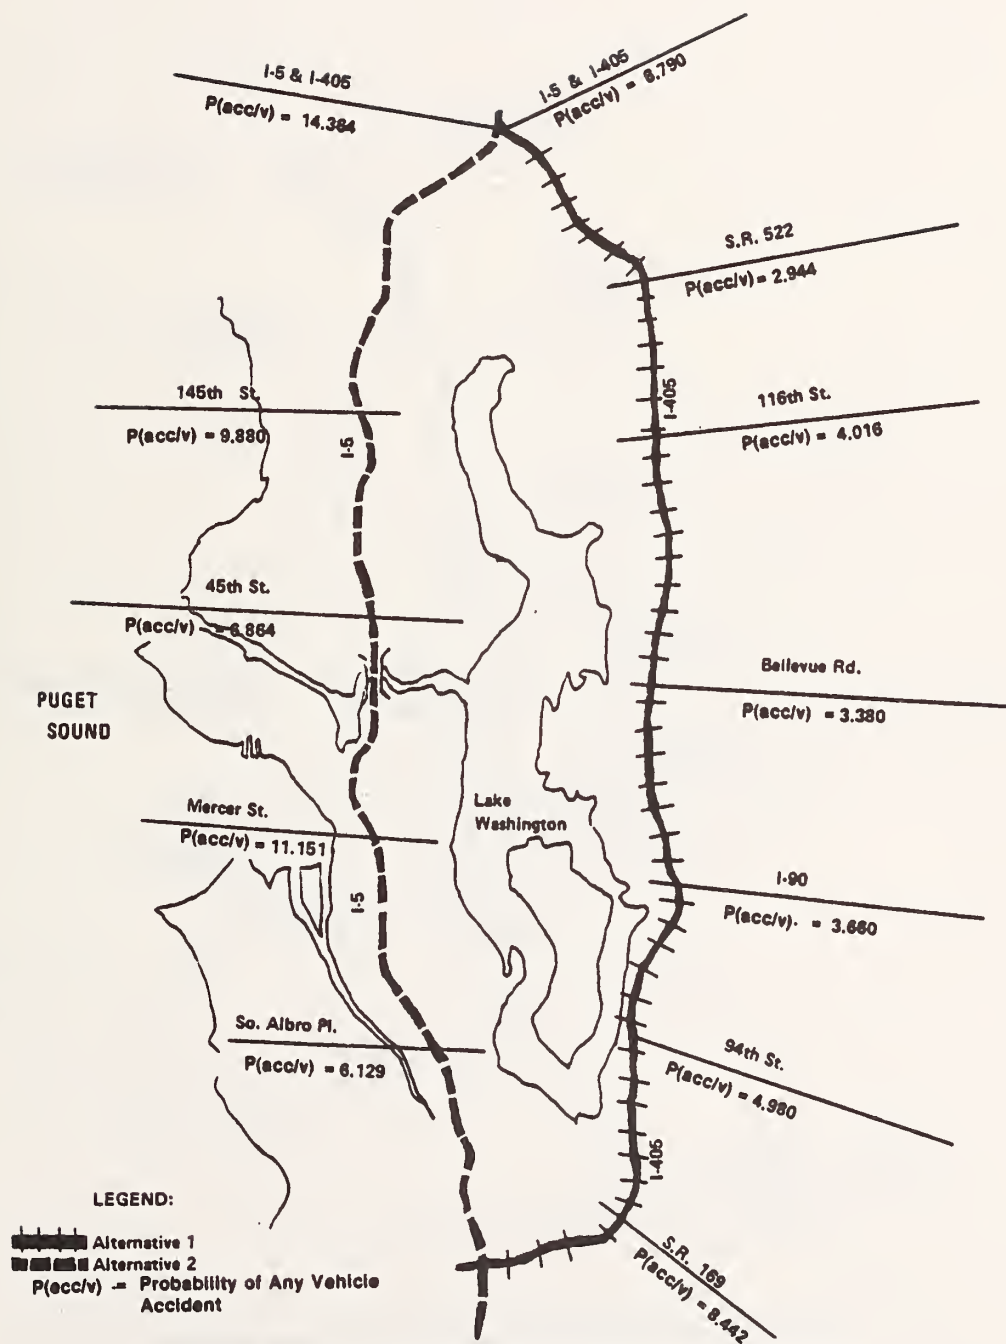 I-5 & I-405
P(acc/v) = 14.384
I-5 & I-405
P(acc/v) = 8.790
S.R. 522
P(acc/v) = 2.944
145th St.
P(acc/v) = 9.880
I-5
I-405
116th St.
P(acc/v) = 4.016
45th St.
P(acc/v) = 6.864
PUGET
SOUND
Bellevue Rd.
P(acc/v) = 3.380
Mercer St.
P(acc/v) = 11.151
Lake
Washington
I-5
I-90
P(acc/v). = 3.660
So. Albro Pl.
P(acc/v) = 6.129
94th St.
P(acc/v) = 4.980
I-405
S.R. 169
P(acc/v) = 8.442
LEGEND:
Alternative 1
Alternative 2
P(acc/v) = Probability of Any Vehicle
Accident